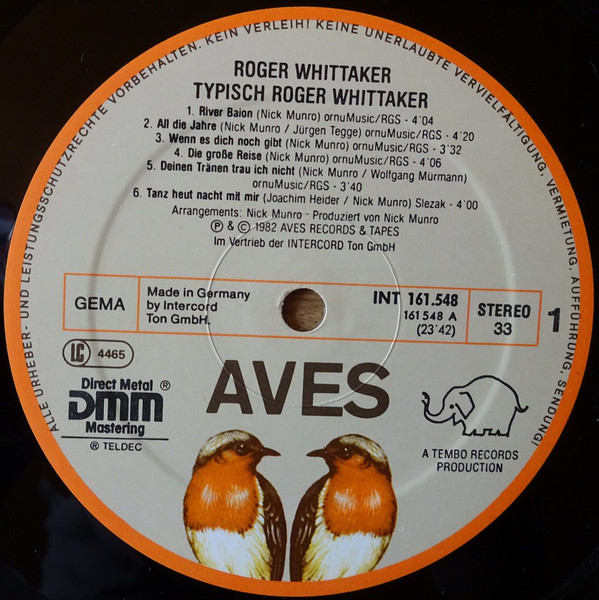 ALLE URHEBER- UND LEISTUNGSSCHUTZRECHTE VORBEHALTEN. KEIN VERLEIH! KEINE UNERLAUBTE VERVIELFÄLTIGUNG, VERMIETUNG, AUFFÜHRUNG, SENDUNG!
ROGER WHITTAKER
TYPISCH ROGER WHITTAKER
1. River Baion (Nick Munro) ornuMusic/RGS - 4'04
2. All die Jahre (Nick Munro / Jürgen Tegge) ornuMusic/RGS - 4'20
3. Wenn es dich noch gibt (Nick Munro) ornuMusic/RGS - 3'32
4. Die große Reise (Nick Munro) ornuMusic/RGS - 4'06
5. Deinen Tränen trau ich nicht (Nick Munro / Wolfgang Mürmann)
ornuMusic/RGS - 3'40
6. Tanz heut nacht mit mir (Joachim Heider / Nick Munro) Slezak - 4'00
Arrangements: Nick Munro - Produziert von Nick Munro
℗ & © 1982 AVES RECORDS & TAPES
Im Vertrieb der INTERCORD Ton GmbH
GEMA
Made in Germany
by Intercord
Ton GmbH.
INT 161.548
161 548 A
(23'42)
STEREO
33
1
LC 4465
Direct Metal ®
DMM
Mastering
® TELDEC
AVES
A TEMBO RECORDS
PRODUCTION